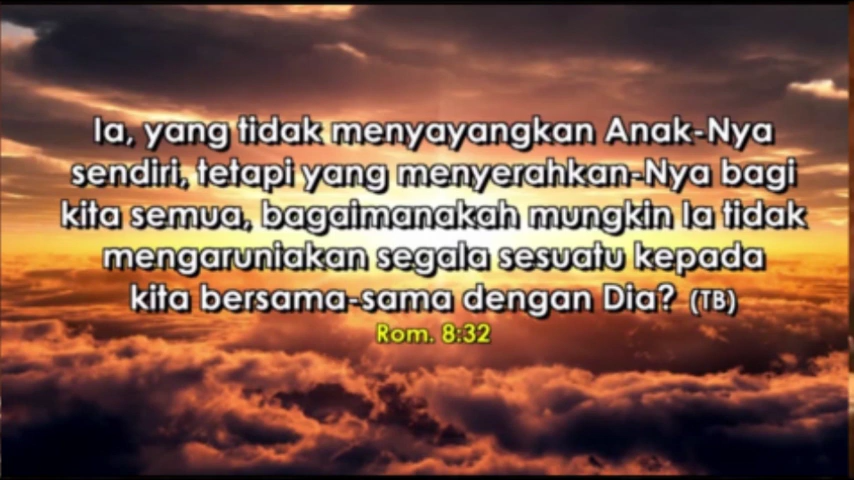 Ia, yang tidak menyayangkan Anak-Nya
sendiri, tetapi yang menyerahkan-Nya bagi
kita semua, bagaimanakah mungkin Ia tidak
mengaruniakan segala sesuatu kepada
kita bersama-sama dengan Dia? (TB)
Rom. 8:32